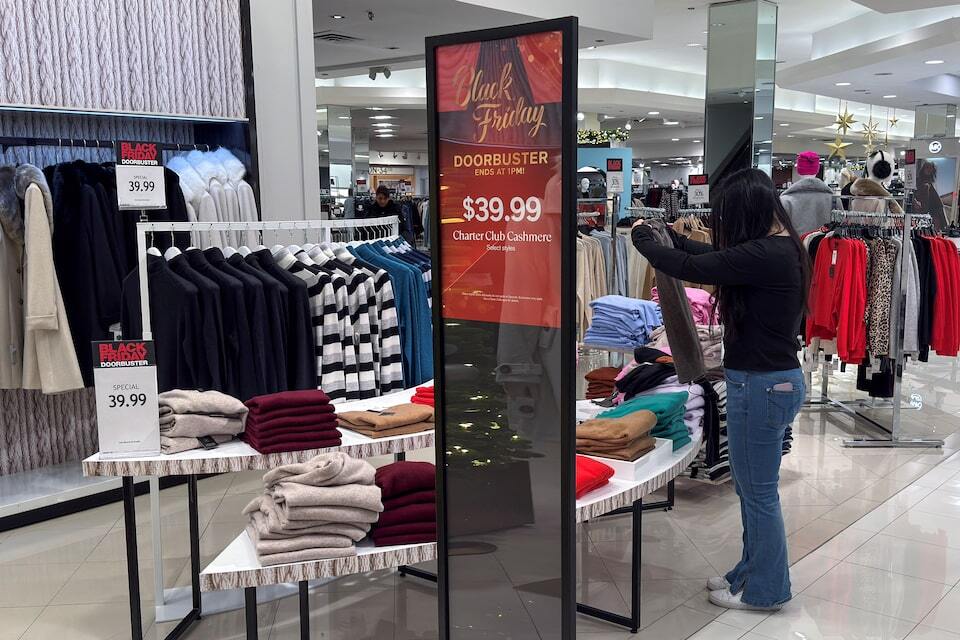 BLACK
FRIDAY
DOORBUSTER
SPECIAL
39.99
BLACK
FRIDAY
DOORBUSTER
SPECIAL
39.99
Black
Friday
DOORBUSTER
ENDS AT 1PM!
$39.99
Charter Club Cashmere
Select styles